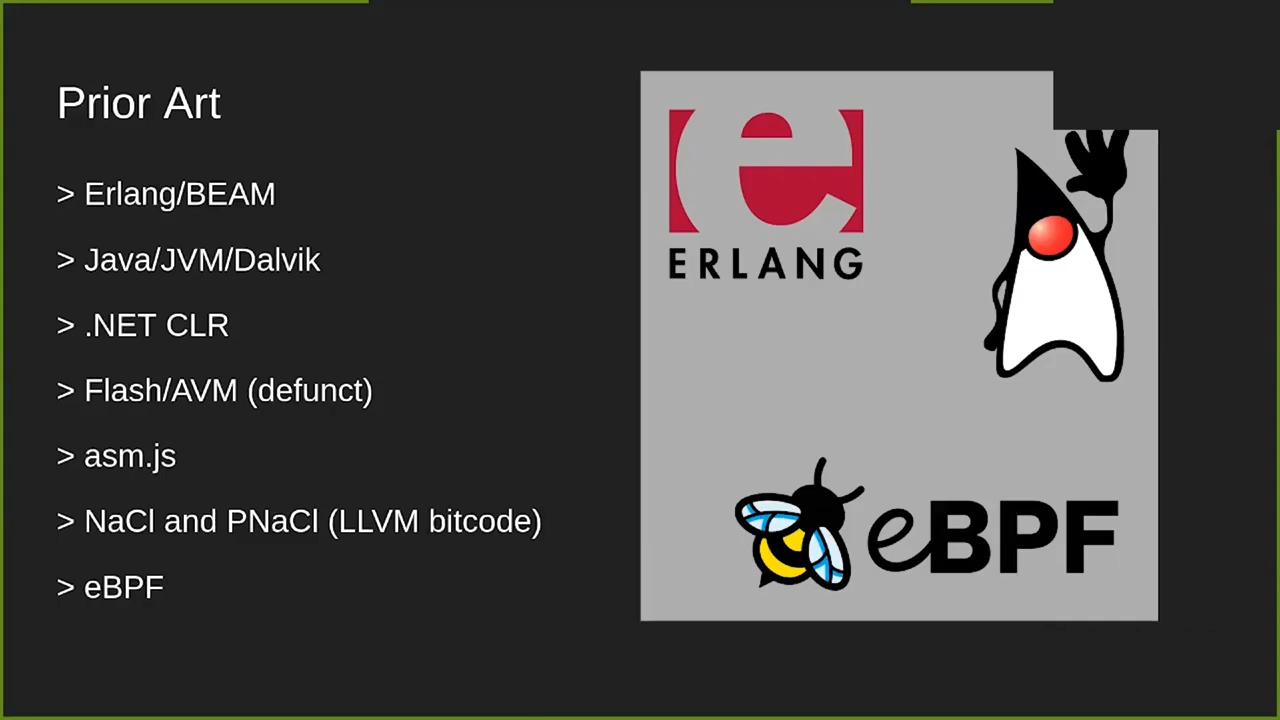 Prior Art
> Erlang/BEAM
> Java/JVM/Dalvik
> .NET CLR
> Flash/AVM (defunct)
> asm.js
> NaCl and PNaCl (LLVM bitcode)
> eBPF
e
ERLANG
eBPF